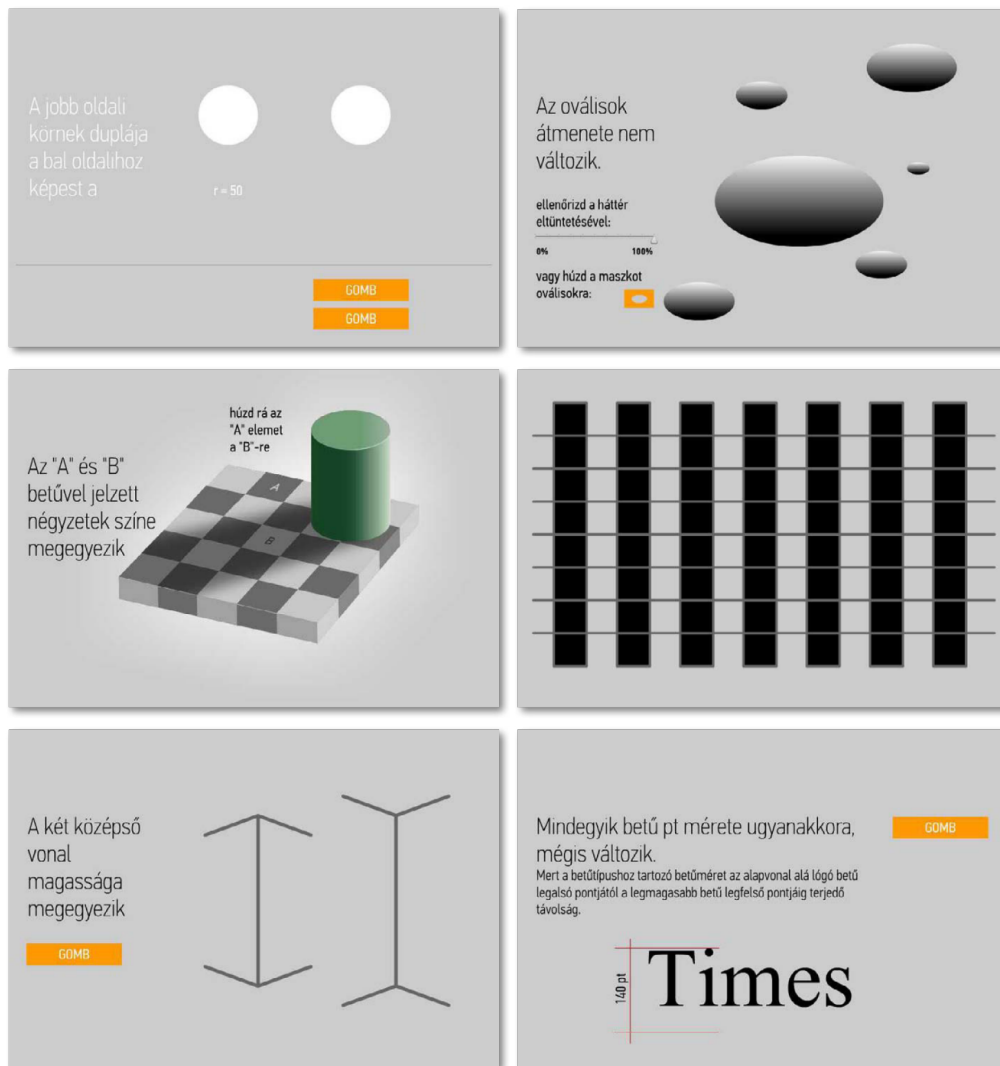 A jobb oldali
körnek duplája
a bal oldalihoz
képest a
r = 50
GOMB
GOMB
Az oválisok
átmenete nem
változik.
ellenőrizd a háttér
eltüntetésével:
0% 100%
vagy húzd a maszkot
oválisokra:
húzd rá az
"A" elemet
a "B"-re
Az "A" és "B"
betűvel jelzett
négyzetek színe
megegyezik
A
B
A két középső
vonal
magassága
megegyezik
GOMB
Mindegyik betű pt mérete ugyanakkora,
mégis változik.
GOMB
Mert a betűtípushoz tartozó betűméret az alapvonal alá lógó betű
legalsó pontjától a legmagasabb betű legfelső pontjáig terjedő
távolság.
140 pt
Times